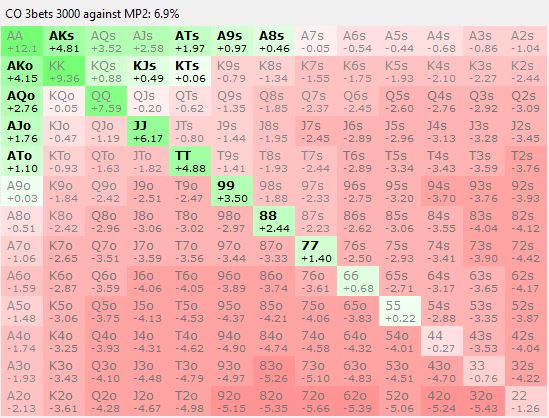 CO 3bets 3000 against MP2: 6.9%
AA AKs AQs AJs ATs A9s A8s A7s A6s A5s A4s A3s A2s
+12.1 +4.81 +3.52 +2.58 +1.97 +0.97 +0.46 -0.05 -0.54 -0.44 -0.68 -0.86 -1.04
AKo KK KQs KJs KTs K9s K8s K7s K6s K5s K4s K3s K2s
+4.15 +9.36 +0.88 +0.49 +0.06 -0.79 -1.34 -1.55 -1.75 -1.93 -2.10 -2.27 -2.44
AQo KQo QQ QJs QTs Q9s Q8s Q7s Q6s Q5s Q4s Q3s Q2s
+2.76 -0.05 +7.59 -0.20 -0.62 -1.35 -1.85 -2.37 -2.45 -2.60 -2.76 -2.92 -3.09
AJo KJo QJo JJ JTs J9s J8s J7s J6s J5s J4s J3s J2s
+1.76 -0.47 -1.19 +6.17 -0.80 -1.44 -1.95 -2.45 -2.89 -2.96 -3.13 -3.28 -3.45
ATo KTo QTo JTo TT T9s T8s T7s T6s T5s T4s T3s T2s
+1.10 -0.93 -1.63 -1.82 +4.88 -1.41 -1.93 -2.44 -2.89 -3.34 -3.43 -3.59 -3.76
A9o K9o Q9o J9o T9o 99 98s 97s 96s 95s 94s 93s 92s
+0.03 -1.84 -2.42 -2.51 -2.47 +3.50 -1.88 -2.33 -2.75 -3.20 -3.70 -3.76 -3.93
A8o K8o Q8o J8o T8o 98o 88 87s 86s 85s 84s 83s 82s
-0.51 -2.42 -2.96 -3.06 -3.02 -2.97 +2.44 -2.23 -2.62 -3.06 -3.55 -4.04 -4.12
A7o K7o Q7o J7o T7o 97o 87o 77 76s 75s 74s 73s 72s
-1.06 -2.65 -3.51 -3.59 -3.56 -3.44 -3.33 +1.40 -2.50 -2.93 -3.41 -3.90 -4.42
A6o K6o Q6o J6o T6o 96o 86o 76o 66 65s 64s 63s 62s
-1.59 -2.87 -3.59 -4.06 -4.05 -3.89 -3.74 -3.61 +0.68 -2.71 -3.17 -3.65 -4.17
A5o K5o Q5o J5o T5o 95o 85o 75o 65o 55 54s 53s 52s
-1.48 -3.06 -3.75 -4.13 -4.53 -4.37 -4.21 -4.06 -3.83 +0.22 -2.88 -3.35 -3.87
A4o K4o Q4o J4o T4o 94o 84o 74o 64o 54o 44 43s 42s
-1.74 -3.25 -3.93 -4.31 -4.62 -4.90 -4.74 -4.58 -4.32 -4.01 -0.27 -3.53 -4.04
A3o K3o Q3o J3o T3o 93o 83o 73o 63o 53o 43o 33 32s
-1.93 -3.43 -4.10 -4.48 -4.79 -4.97 -5.26 -5.10 -4.83 -4.51 -4.70 -0.76 -4.22
A2o K2o Q2o J2o T2o 92o 82o 72o 62o 52o 42o 32o 22
-2.10 -3.61 -4.28 -4.67 -4.98 -5.15 -5.35 -5.66 -5.39 -5.06 -5.24 -5.43 -1.26